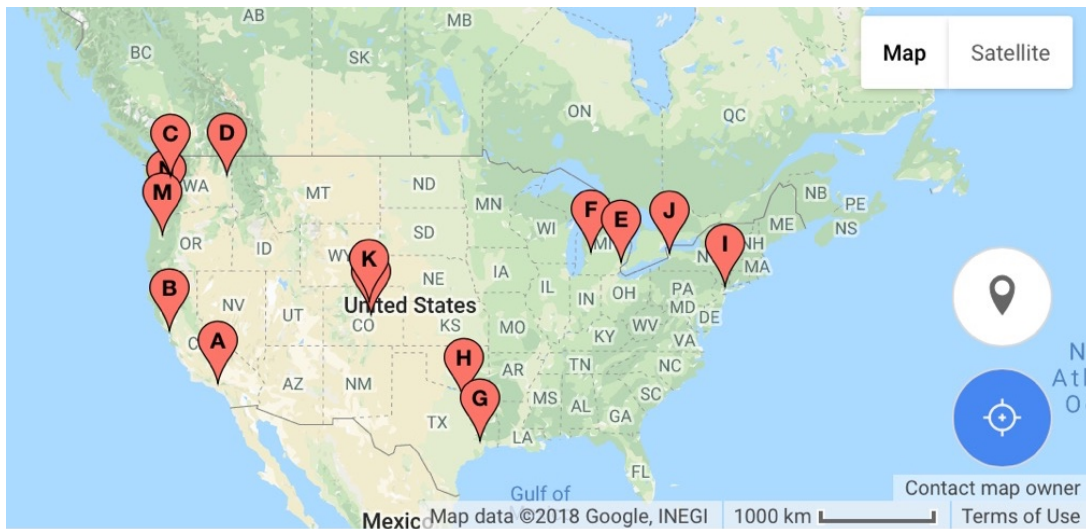 AB
MB
Map
Satellite
BC
SK
ON
QC
C
D
N
WA
MT
ND
MN
NB
PE
M
F
E
J
ME
NS
OR
ID
SD
WI
MI
I
NH
N
MA
K
WY
NE
IA
IL
IN
OH
PA
MD
DE
B
NV
UT
United States
CO
KS
MO
KY
WV
VA
A
C
H
AZ
NM
AR
TN
NC
SC
G
TX
MS
AL
GA
LA
FL
N
Atl
O
Gulf of
Mexico
Contact map owner
Map data ©2018 Google, INEGI
1000 km
Terms of Use